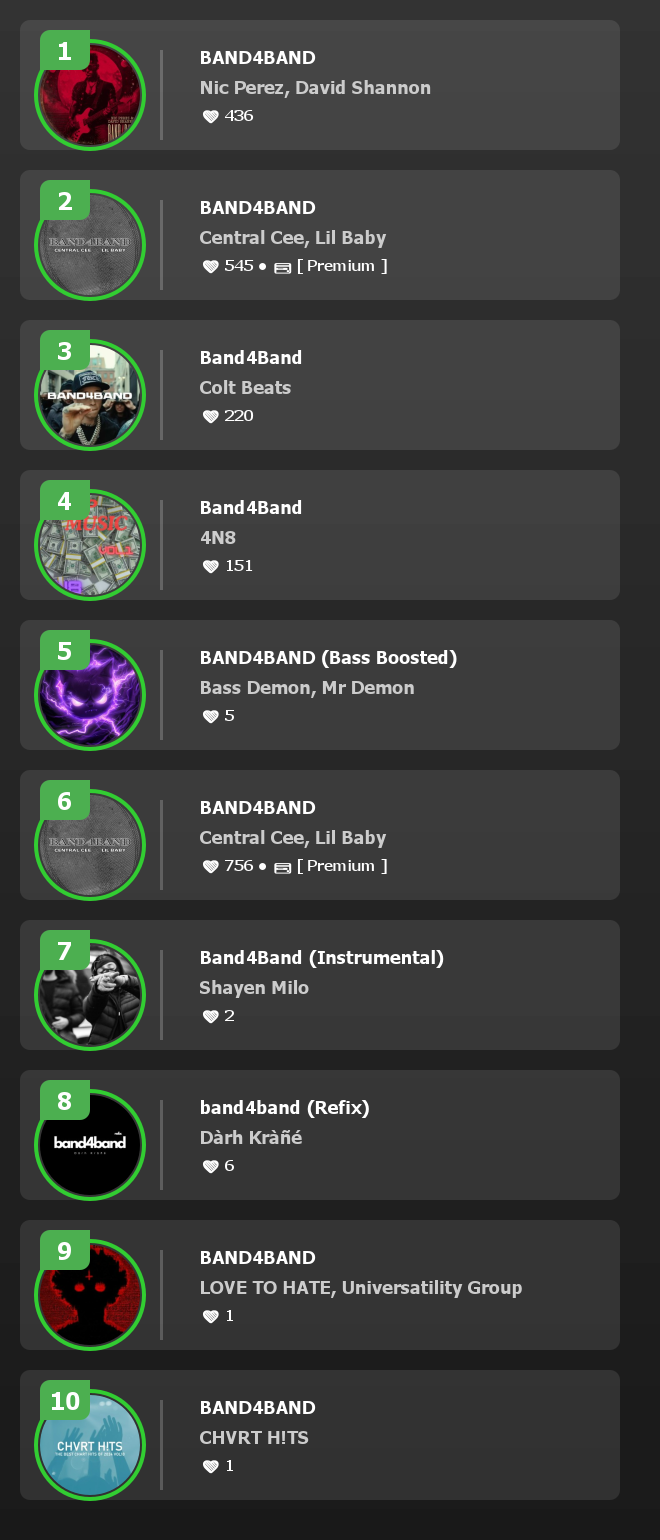 1
BAND4BAND
Nic Perez, David Shannon
436
2
BAND4BAND
CENTRAL CEE LIL BABY
BAND4BAND
Central Cee, Lil Baby
545 • [ Premium ]
3
BAND4BAND
Band4Band
Colt Beats
220
4
MUSIC
VOL.1
Band4Band
4N8
151
5
BAND4BAND (Bass Boosted)
Bass Demon, Mr Demon
5
6
BAND4BAND
CENTRAL CEE LIL BABY
BAND4BAND
Central Cee, Lil Baby
756 • [ Premium ]
7
Band4Band (Instrumental)
Shayen Milo
2
8
band4band
band4band (Refix)
Dàrh Kràñé
6
9
BAND4BAND
LOVE TO HATE, Universatility Group
1
10
CHVRT H!TS
BAND4BAND
CHVRT H!TS
1